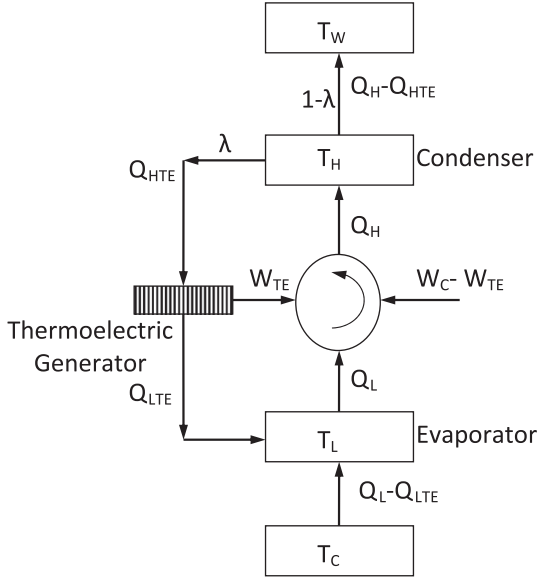 T_W
Q_H-Q_HTE
1-λ
λ
T_H
Condenser
Q_HTE
Q_H
W_TE
W_C- W_TE
Thermoelectric
Generator
Q_L
Q_LTE
T_L
Evaporator
Q_L-Q_LTE
T_C